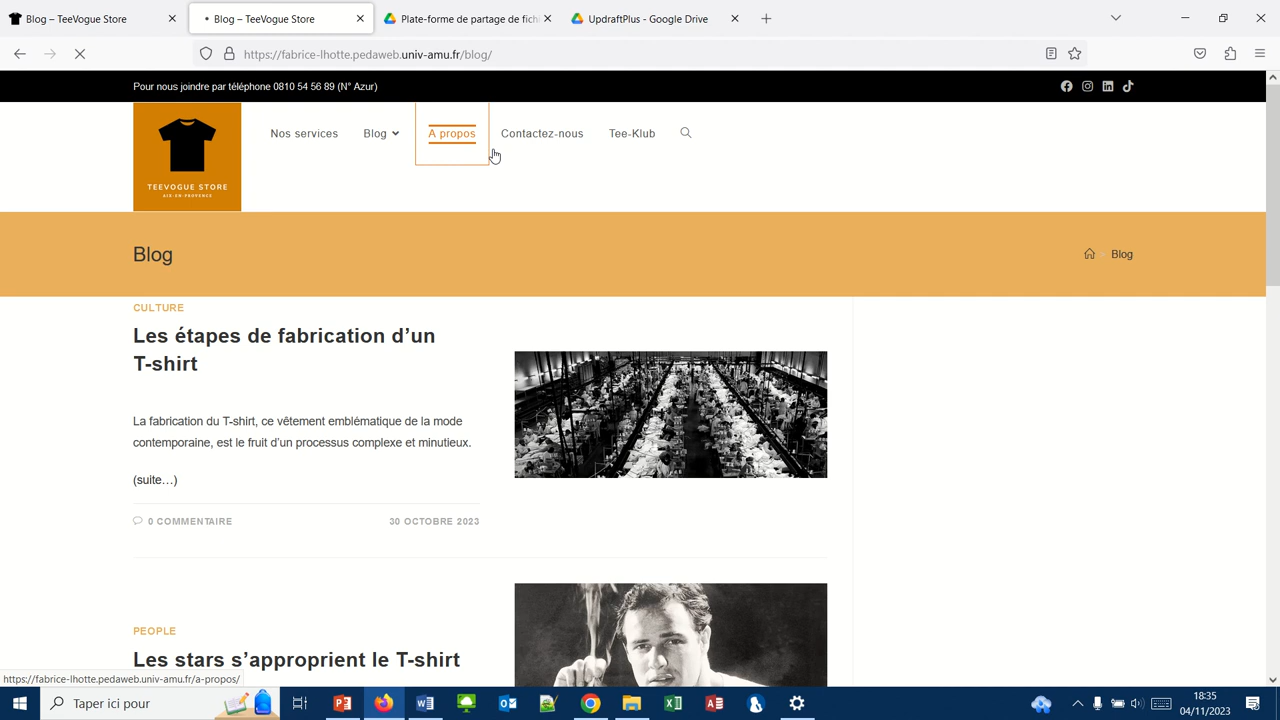 Blog – TeeVogue Store
Blog – TeeVogue Store
Plate-forme de partage de fich
UpdraftPlus - Google Drive
https://fabrice-lhotte.pedaweb.univ-amu.fr/blog/
Pour nous joindre par téléphone 0810 54 56 89 (N° Azur)
TEEVOGUE STORE
AIX-EN-PROVENCE
Nos services
Blog
A propos
Contactez-nous
Tee-Klub
Blog
Blog
CULTURE
Les étapes de fabrication d’un
T-shirt
La fabrication du T-shirt, ce vêtement emblématique de la mode
contemporaine, est le fruit d’un processus complexe et minutieux.
(suite…)
0 COMMENTAIRE
30 OCTOBRE 2023
PEOPLE
Les stars s’approprient le T-shirt
https://fabrice-lhotte.pedaweb.univ-amu.fr/a-propos/
Taper ici pour
18:35
04/11/2023